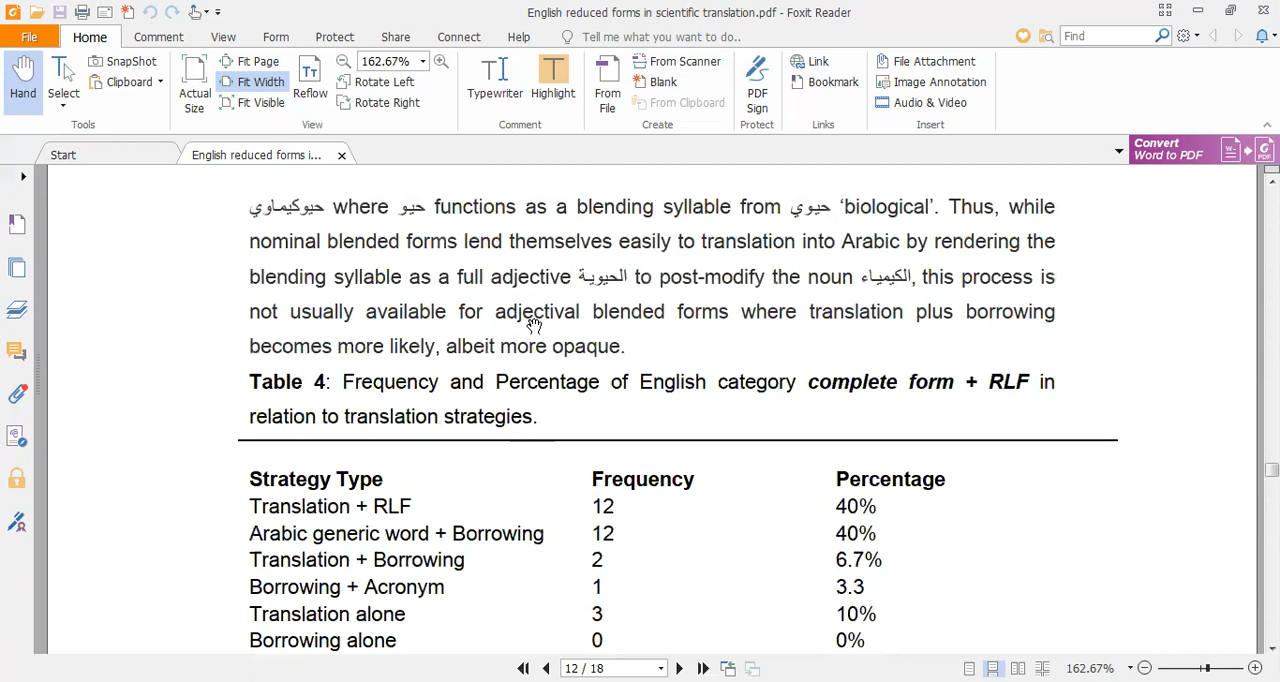 English reduced forms in scientific translation.pdf - Foxit Reader
File Home Comment View Form Protect Share Connect Help Tell me what you want to do.. Find
Hand Select SnapShot Clipboard Actual Size Fit Page Fit Width Fit Visible Reflow 162.67% Rotate Left Rotate Right Typewriter Highlight From File From Scanner Blank From Clipboard PDF Sign Link Bookmark File Attachment Image Annotation Audio & Video
Tools View Comment Create Protect Links Insert
Start English reduced forms i... Convert Word to PDF
حيوكيماوي where حيو functions as a blending syllable from حيوي ‘biological’. Thus, while
nominal blended forms lend themselves easily to translation into Arabic by rendering the
blending syllable as a full adjective الحيوية to post-modify the noun الكيمياء, this process is
not usually available for adjectival blended forms where translation plus borrowing
becomes more likely, albeit more opaque.
Table 4: Frequency and Percentage of English category complete form + RLF in
relation to translation strategies.
Strategy Type Frequency Percentage
Translation + RLF 12 40%
Arabic generic word + Borrowing 12 40%
Translation + Borrowing 2 6.7%
Borrowing + Acronym 1 3.3
Translation alone 3 10%
Borrowing alone 0 0%
12 / 18 162.67%